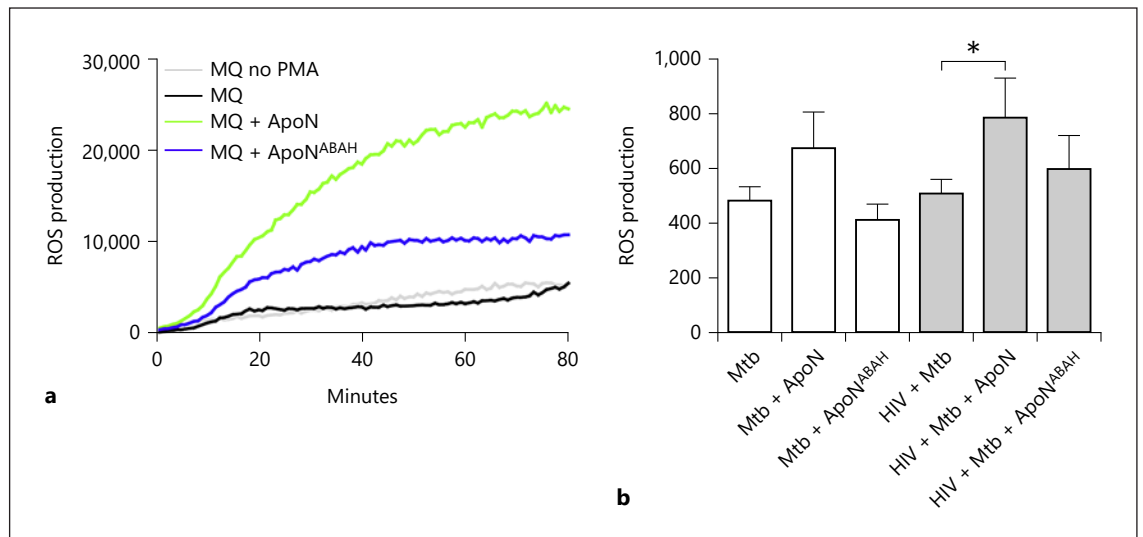 30,000
20,000
10,000
0
ROS production
MQ no PMA
MQ
MQ + ApoN
MQ + ApoN^ABAH
0 20 40 60 80
Minutes
a
1,000
800
600
400
200
0
ROS production
*
Mtb
Mtb + ApoN
Mtb + ApoN^ABAH
HIV + Mtb
HIV + Mtb + ApoN
HIV + Mtb + ApoN^ABAH
b